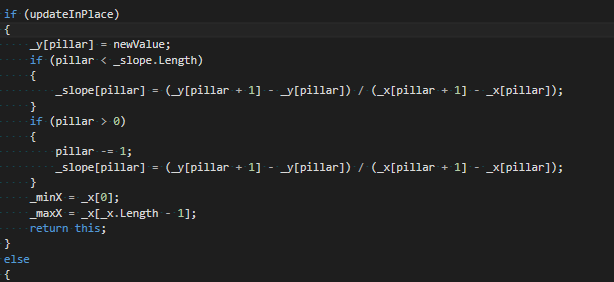 if (updateInPlace)
{
    _y[pillar] = newValue;
    if (pillar < _slope.Length)
    {
        _slope[pillar] = (_y[pillar + 1] - _y[pillar]) / (_x[pillar + 1] - _x[pillar]);
    }
    if (pillar > 0)
    {
        pillar -= 1;
        _slope[pillar] = (_y[pillar + 1] - _y[pillar]) / (_x[pillar + 1] - _x[pillar]);
    }
    _minX = _x[0];
    _maxX = _x[_x.Length - 1];
    return this;
}
else
{